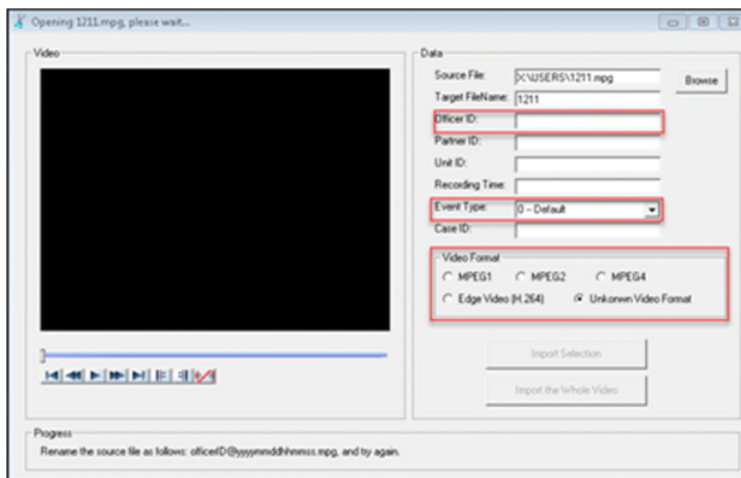 Opening 1211.mpg, please wait...
Video
Data
Source File: X:\USERS\1211.mpg Browse
Target FileName: 1211
Officer ID:
Partner ID:
Unit ID:
Recording Time:
Event Type: 0 -- Default
Case ID:
Video Format
MPEG1 MPEG2 MPEG4
Edge Video (H.264) Unkonwn Video Format
Import Selection
Import the Whole Video
Progress
Rename the source file as follows: officerID@yyyymmddhhmmss.mpg, and try again.